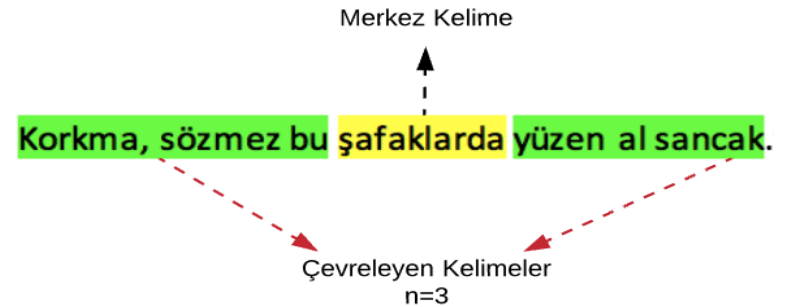 Merkez Kelime
Korkma, sözmez bu şafaklarda yüzen al sancak.
Çevreleyen Kelimeler
n=3